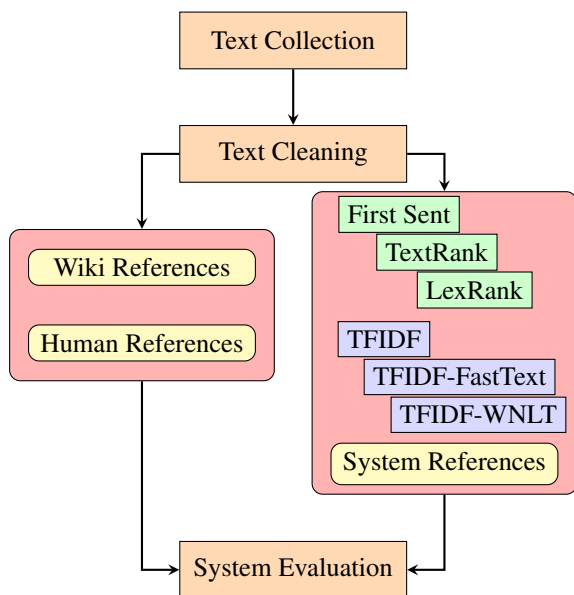 Text Collection
Text Cleaning
Wiki References
Human References
First Sent
TextRank
LexRank
TFIDF
TFIDF-FastText
TFIDF-WNLT
System References
System Evaluation